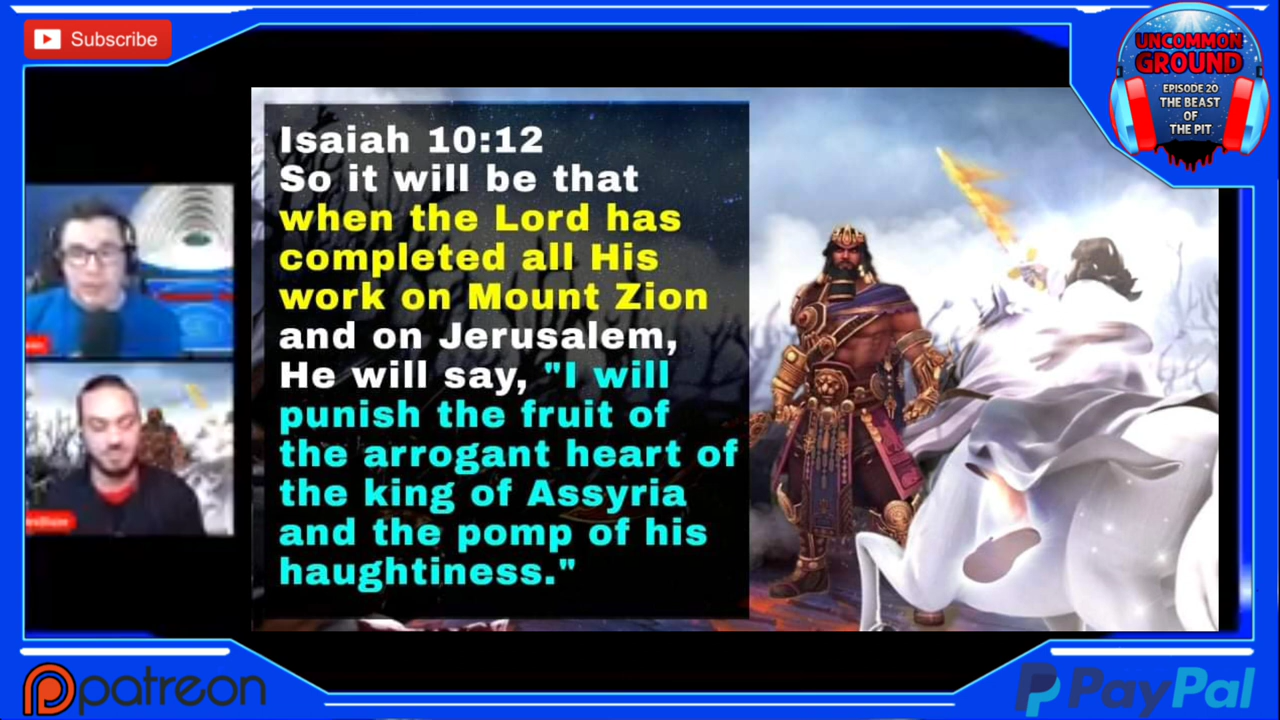 Subscribe
UNCOMMON
GROUND
EPISODE 20
THE BEAST
OF
THE PIT
Isaiah 10:12
So it will be that
when the Lord has
completed all His
work on Mount Zion
and on Jerusalem,
He will say, "I will
punish the fruit of
the arrogant heart of
the king of Assyria
and the pomp of his
haughtiness."
patreon
PayPal